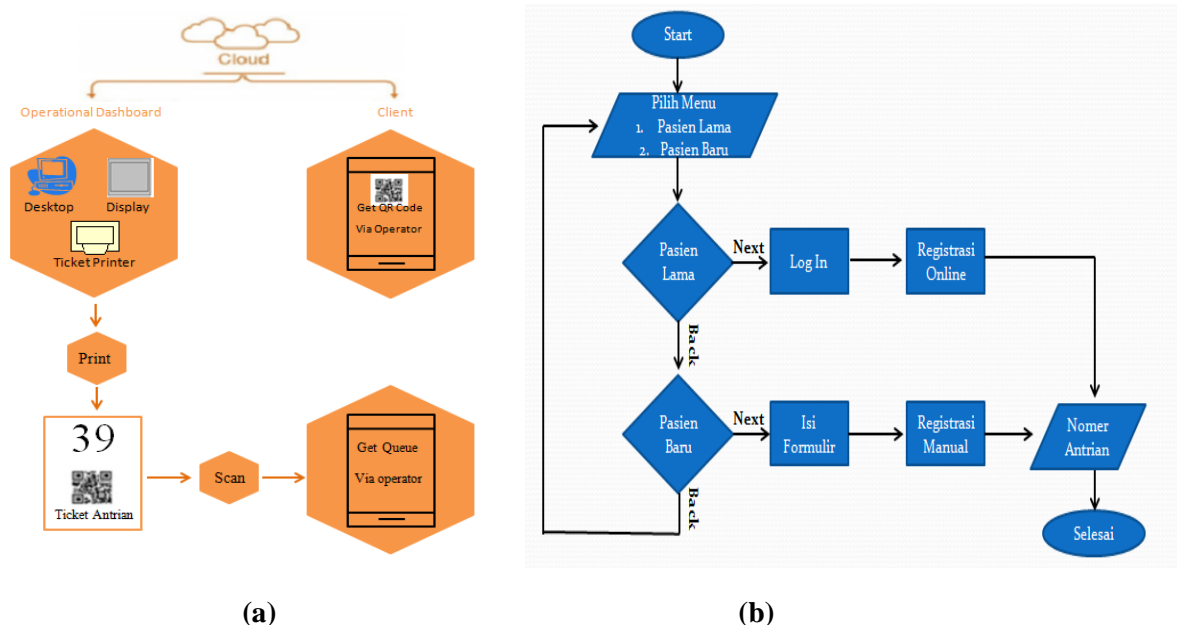 Cloud
Operational Dashboard
Client
Desktop
Display
Ticket Printer
Get QR Code
Via Operator
Print
39
Ticket Antrian
Scan
Get Queue
Via operator
(a)
Start
Pilih Menu
1. Pasien Lama
2. Pasien Baru
Pasien
Lama
Next
Log In
Registrasi
Online
Back
Pasien
Baru
Next
Isi
Formulir
Registrasi
Manual
Nomer
Antrian
Back
Selesai
(b)